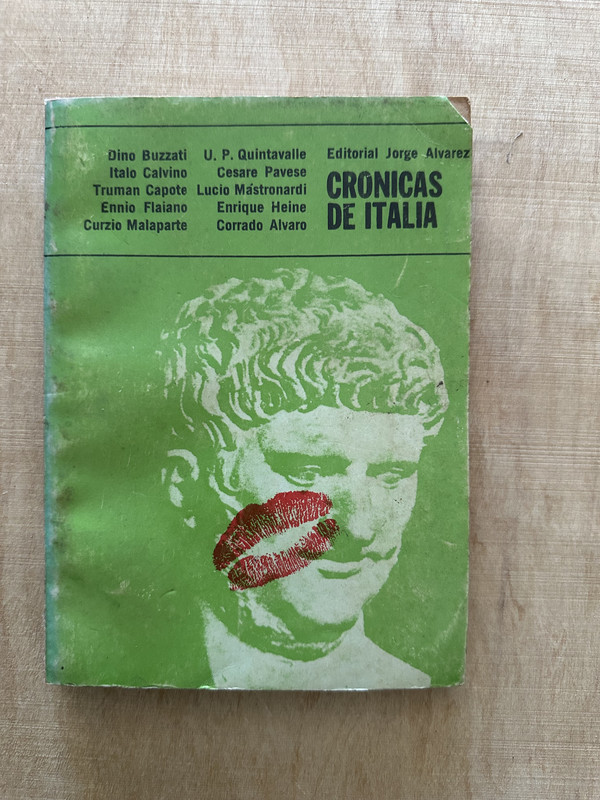 Dino Buzzati
Italo Calvino
Truman Capote
Ennio Flaiano
Curzio Malaparte
U. P. Quintavalle
Cesare Pavese
Lucio Mastronardi
Enrique Heine
Corrado Alvaro
Editorial Jorge Alvarez
CRONICAS
DE ITALIA